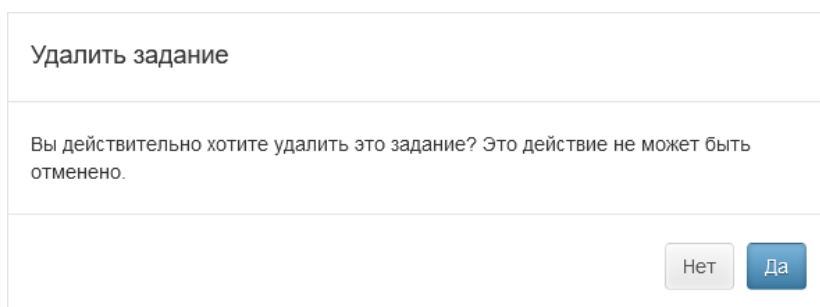 Удалить задание
Вы действительно хотите удалить это задание? Это действие не может быть
отменено.
Нет Да